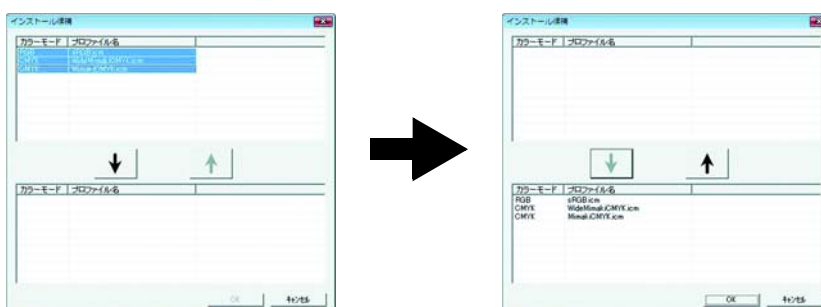 インストール準備
カラーモード プロファイル名
RGB sRGB.icm
CMYK WideMimakiCMYK.icm
CMYK MimakiCMYK.icm
カラーモード プロファイル名
OK キャンセル
インストール準備
カラーモード プロファイル名
カラーモード プロファイル名
RGB sRGB.icm
CMYK WideMimakiCMYK.icm
CMYK MimakiCMYK.icm
OK キャンセル